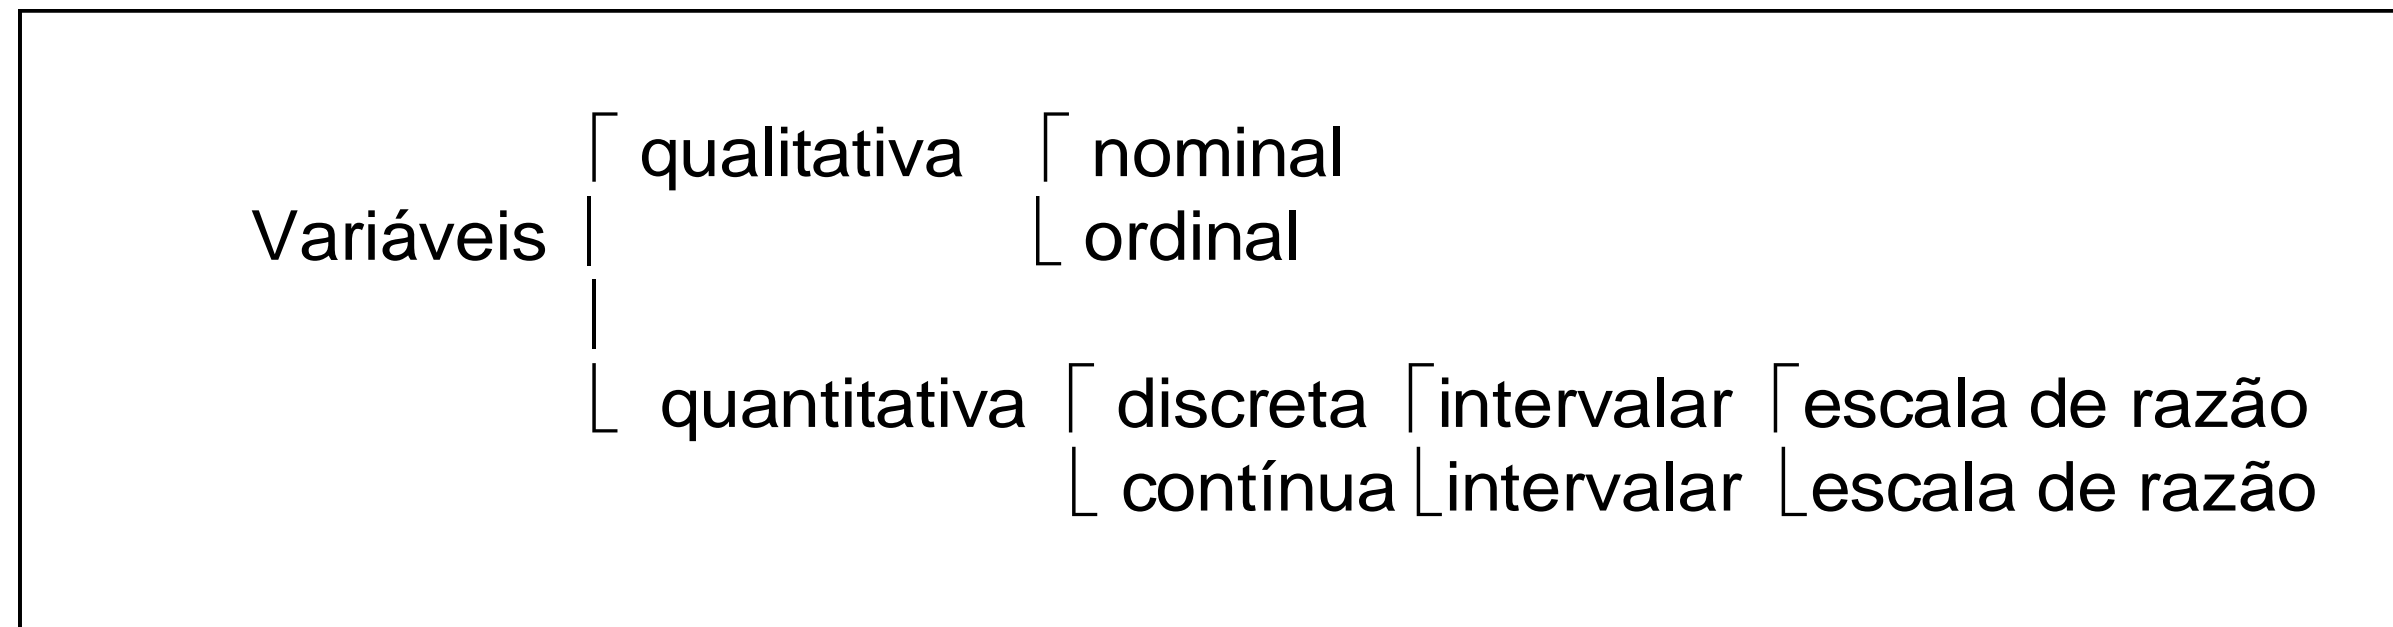 qualitativa nominal
Variáveis ordinal
quantitativa discreta intervalar escala de razão
contínua intervalar escala de razão